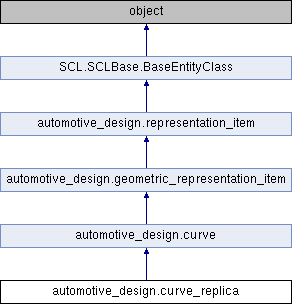 object
SCL.SCLBase.BaseEntityClass
automotive_design.representation_item
automotive_design.geometric_representation_item
automotive_design.curve
automotive_design.curve_replica